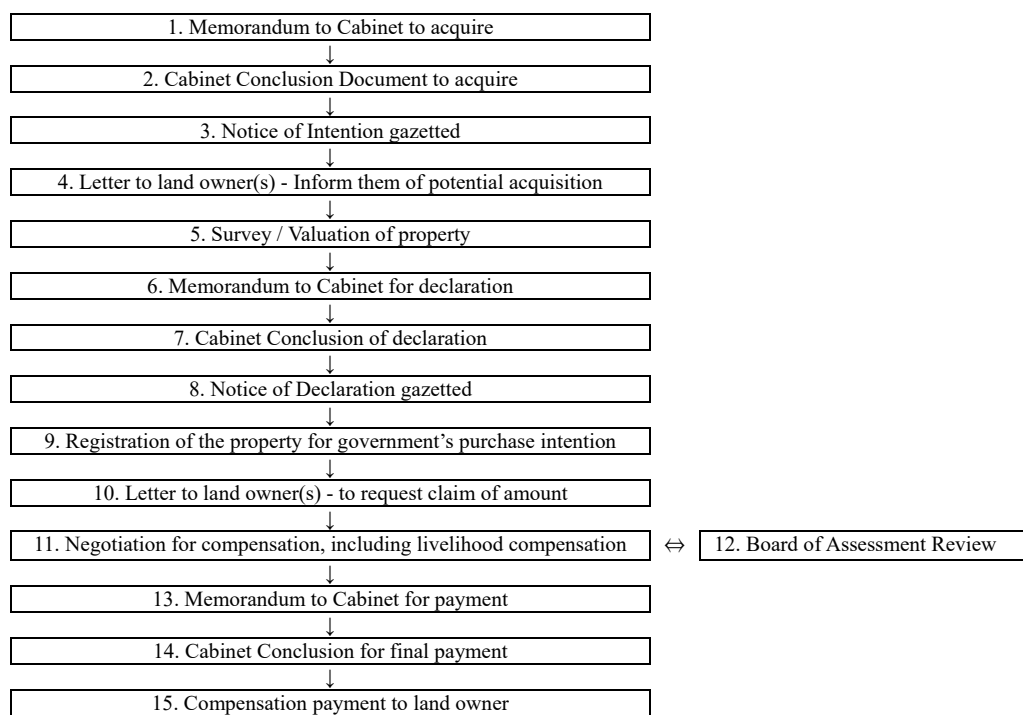 1. Memorandum to Cabinet to acquire
↓
2. Cabinet Conclusion Document to acquire
↓
3. Notice of Intention gazetted
↓
4. Letter to land owner(s) - Inform them of potential acquisition
↓
5. Survey / Valuation of property
↓
6. Memorandum to Cabinet for declaration
↓
7. Cabinet Conclusion of declaration
↓
8. Notice of Declaration gazetted
↓
9. Registration of the property for government’s purchase intention
↓
10. Letter to land owner(s) - to request claim of amount
↓
11. Negotiation for compensation, including livelihood compensation ⇔ 12. Board of Assessment Review
↓
13. Memorandum to Cabinet for payment
↓
14. Cabinet Conclusion for final payment
↓
15. Compensation payment to land owner